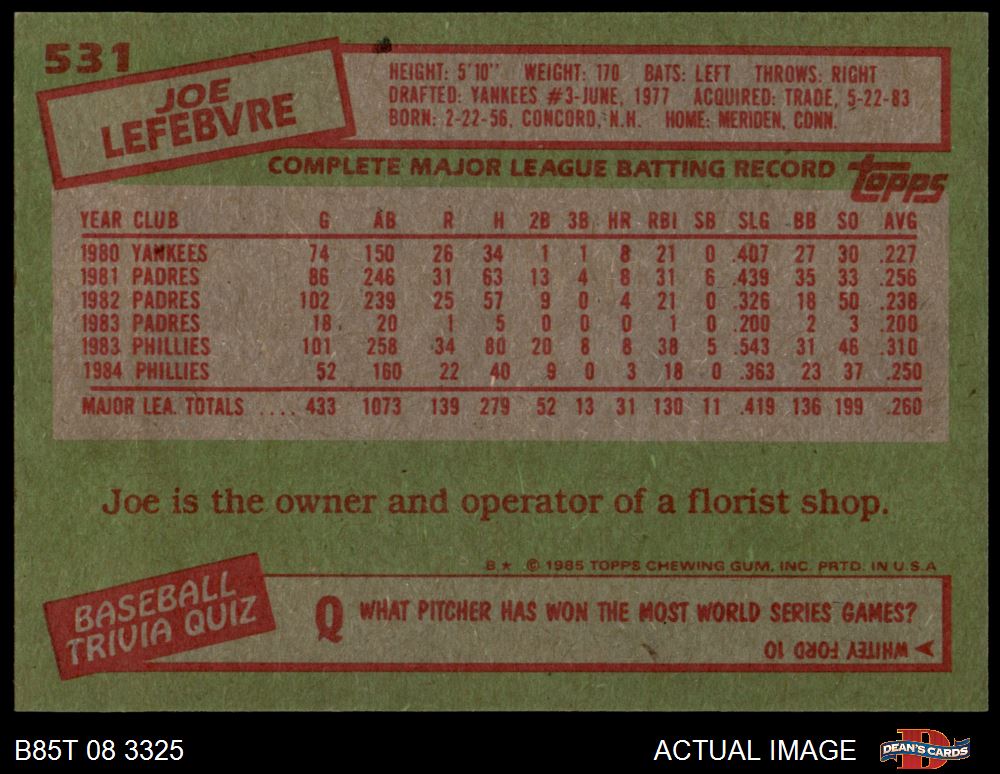 531
JOE
LEFEBVRE
HEIGHT: 5'10" WEIGHT: 170 BATS: LEFT THROWS: RIGHT
DRAFTED: YANKEES #3-JUNE, 1977 ACQUIRED: TRADE, 5-22-83
BORN: 2-22-56, CONCORD, N.H. HOME: MERIDEN, CONN.
COMPLETE MAJOR LEAGUE BATTING RECORD topps
YEAR CLUB G AB R H 2B 3B HR RBI SB SLG BB SO AVG
1980 YANKEES 74 150 26 34 1 1 8 21 0 .407 27 30 .227
1981 PADRES 86 246 31 63 13 4 8 31 6 .439 35 33 .256
1982 PADRES 102 239 25 57 9 0 4 21 0 .326 18 50 .238
1983 PADRES 18 20 1 5 0 0 0 1 0 .200 2 3 .200
1983 PHILLIES 101 258 34 80 20 8 8 38 5 .543 31 46 .310
1984 PHILLIES 52 160 22 40 9 0 3 18 0 .363 23 37 .250
MAJOR LEA. TOTALS .... 433 1073 139 279 52 13 31 130 11 .419 136 199 .260
Joe is the owner and operator of a florist shop.
B* © 1985 TOPPS CHEWING GUM, INC. PRTD. IN U.S.A
BASEBALL
TRIVIA QUIZ
Q WHAT PITCHER HAS WON THE MOST WORLD SERIES GAMES?
WHITEY FORD 10
B85T 08 3325 ACTUAL IMAGE DEAN'S CARDS